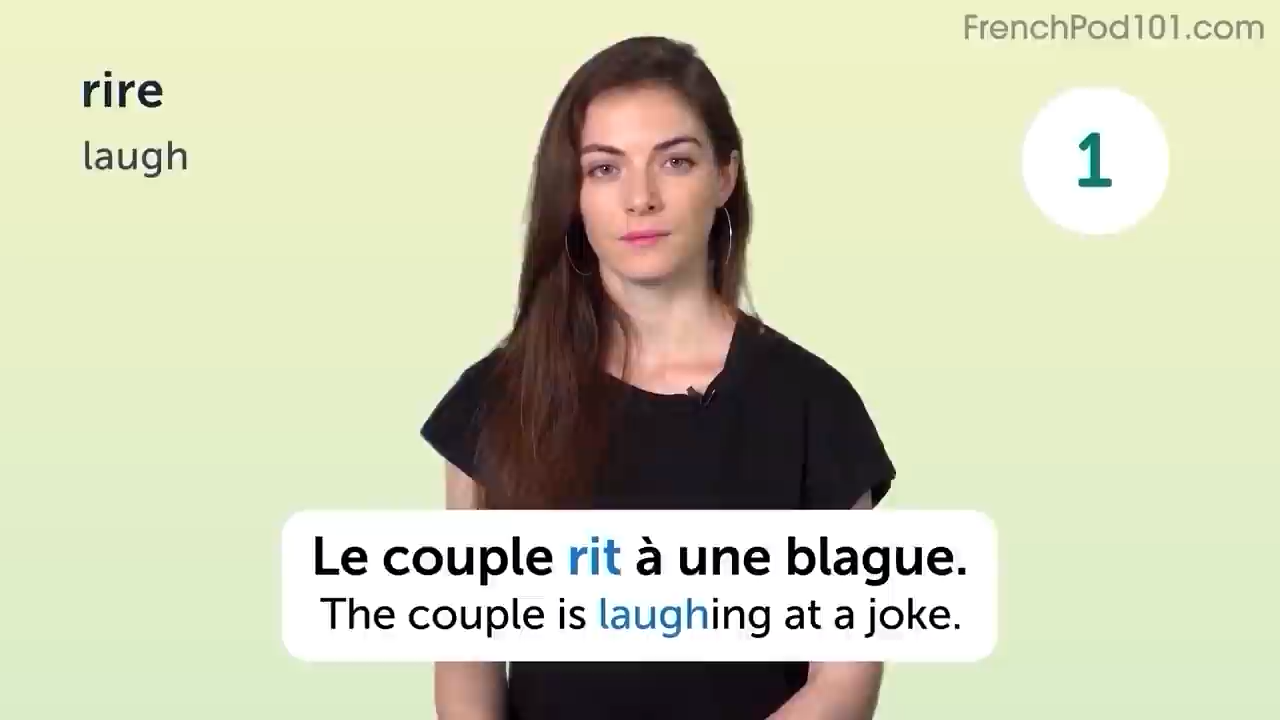 FrenchPod101.com
rire
laugh
1
Le couple rit à une blague.
The couple is laughing at a joke.